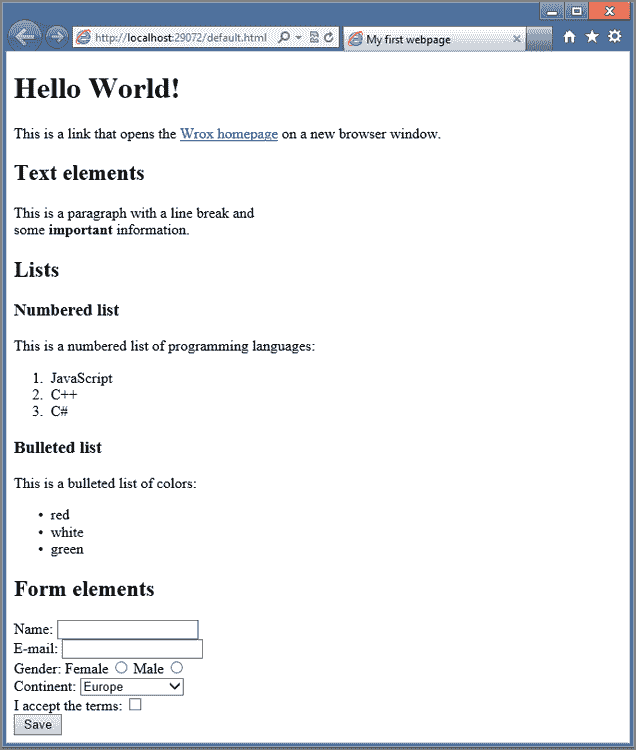 http://localhost:29072/default.html
My first webpage
Hello World!
This is a link that opens the Wrox homepage on a new browser window.
Text elements
This is a paragraph with a line break and
some important information.
Lists
Numbered list
This is a numbered list of programming languages:
1. JavaScript
2. C++
3. C#
Bulleted list
This is a bulleted list of colors:
• red
• white
• green
Form elements
Name:
E-mail:
Gender: Female Male
Continent: Europe
I accept the terms:
Save